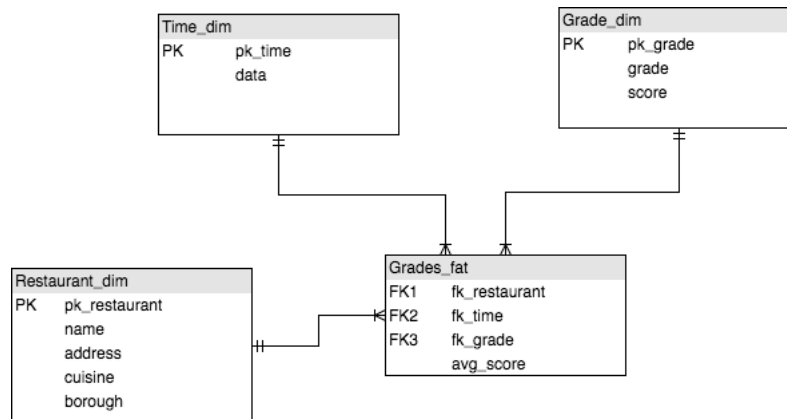 Time_dim
PK pk_time
data
Grade_dim
PK pk_grade
grade
score
Restaurant_dim
PK pk_restaurant
name
address
cuisine
borough
Grades_fat
FK1 fk_restaurant
FK2 fk_time
FK3 fk_grade
avg_score